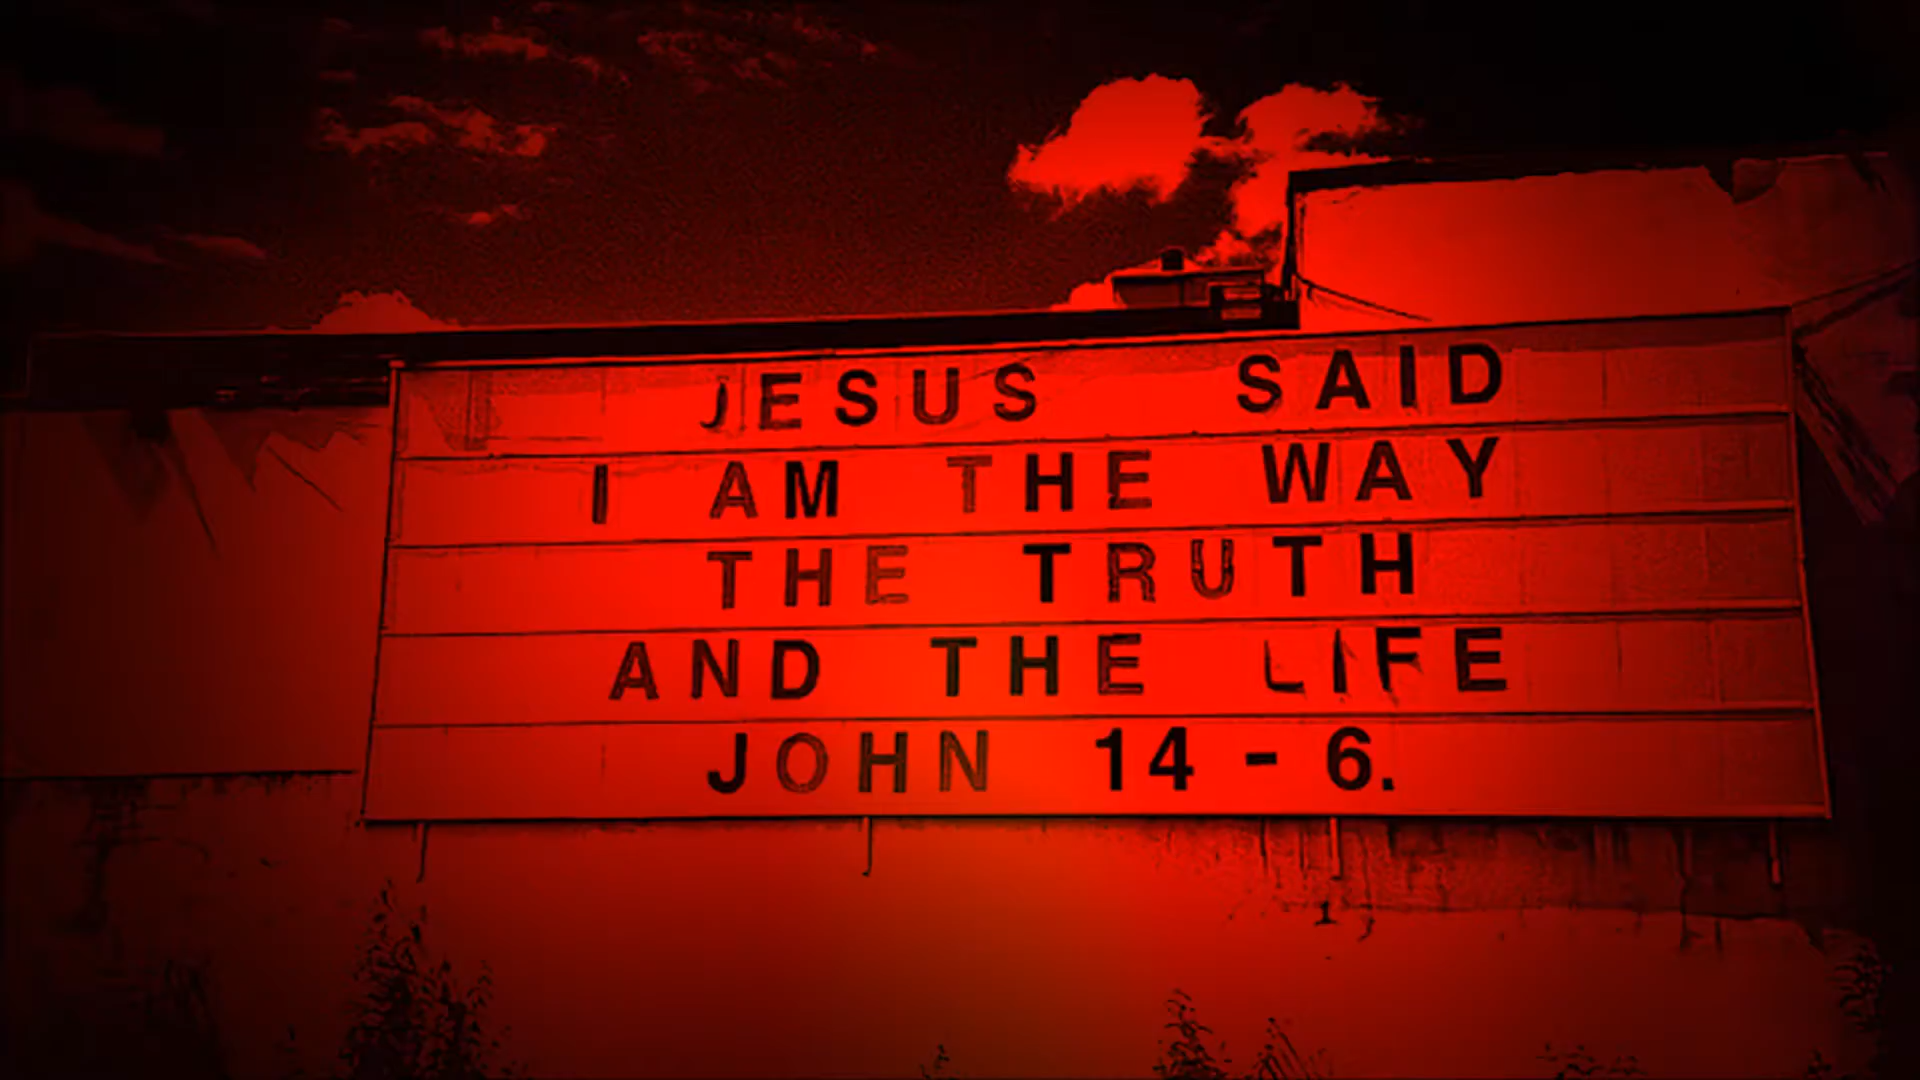 JESUS SAID
I AM THE WAY
THE TRUTH
AND THE LIFE
JOHN 14 - 6.